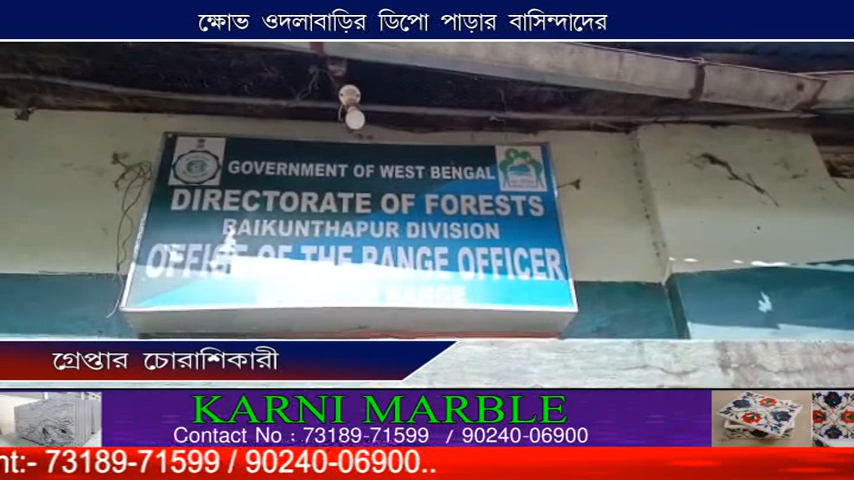 ক্ষোভ ওদলাবাড়ির ডিপো পাড়ার বাসিন্দাদের
GOVERNMENT OF WEST BENGAL
DIRECTORATE OF FORESTS
BAIKUNTHAPUR DIVISION
OFFICE OF THE RANGE OFFICER
RANGE
গ্রেপ্তার চোরাশিকারী
KARNI MARBLE
Contact No : 73189-71599 / 90240-06900
nt:- 73189-71599 / 90240-06900..